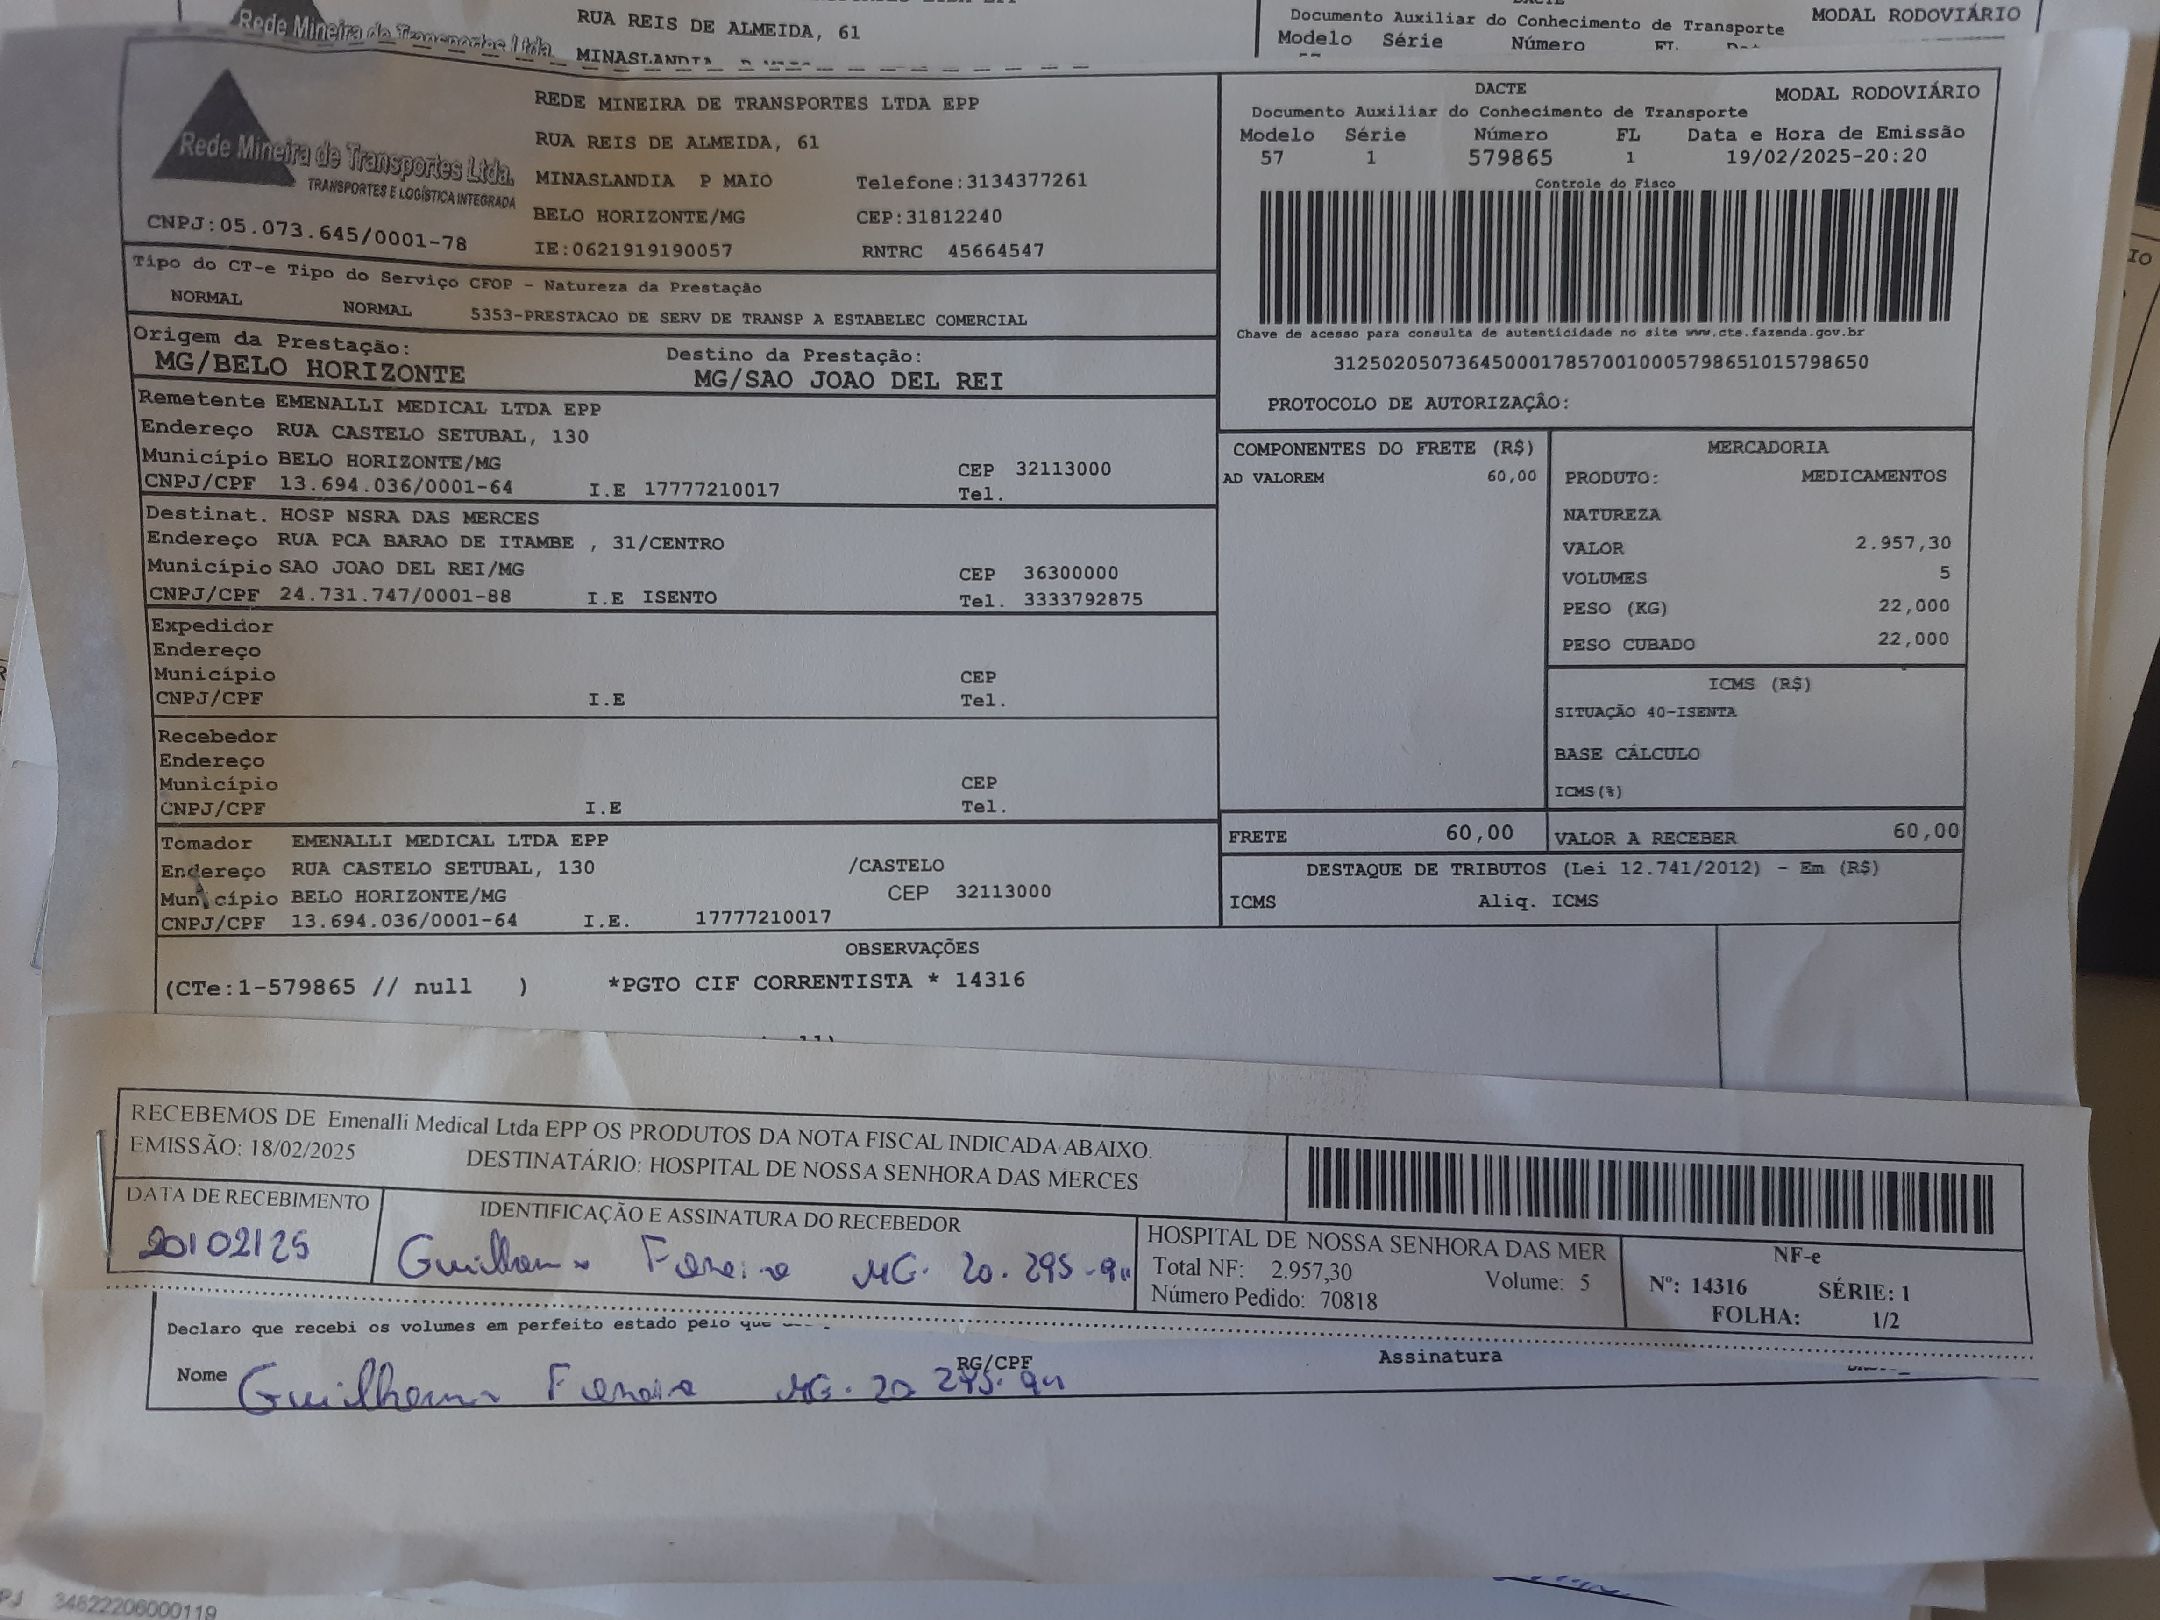 Rede Mineira de Transportes Ltda.
RUA REIS DE ALMEIDA, 61
MINASLANDIA
Documento Auxiliar do Conhecimento de Transporte
MODAL RODOVIÁRIO
Modelo Série Número FL
Rede Mineira de Transportes Ltda.
TRANSPORTES E LOGÍSTICA INTEGRADA
CNPJ:05.073.645/0001-78
REDE MINEIRA DE TRANSPORTES LTDA EPP
RUA REIS DE ALMEIDA, 61
MINASLANDIA P MAIO Telefone:3134377261
BELO HORIZONTE/MG CEP:31812240
IE:0621919190057 RNTRC 45664547
DACTE
MODAL RODOVIÁRIO
Documento Auxiliar do Conhecimento de Transporte
Modelo Série Número FL Data e Hora de Emissão
57 1 579865 1 19/02/2025-20:20
Controle do Fisco
Chave de acesso para consulta de autenticidade no site www.cte.fazenda.gov.br
31250205073645000178570010005798651015798650
PROTOCOLO DE AUTORIZAÇÂO:
Tipo do CT-e Tipo do Serviço CFOP - Natureza da Prestação
NORMAL NORMAL 5353-PRESTACAO DE SERV DE TRANSP A ESTABELEC COMERCIAL
Origem da Prestação: Destino da Prestação:
MG/BELO HORIZONTE MG/SAO JOAO DEL REI
Remetente EMENALLI MEDICAL LTDA EPP
Endereço RUA CASTELO SETUBAL, 130
Município BELO HORIZONTE/MG CEP 32113000
CNPJ/CPF 13.694.036/0001-64 I.E 17777210017 Tel.
Destinat. HOSP NSRA DAS MERCES
Endereço RUA PCA BARAO DE ITAMBE , 31/CENTRO
Município SAO JOAO DEL REI/MG CEP 36300000
CNPJ/CPF 24.731.747/0001-88 I.E ISENTO Tel. 3333792875
Expedidor
Endereço
Município CEP
CNPJ/CPF I.E Tel.
Recebedor
Endereço
Município CEP
CNPJ/CPF I.E Tel.
Tomador EMENALLI MEDICAL LTDA EPP
Endereço RUA CASTELO SETUBAL, 130 /CASTELO
Município BELO HORIZONTE/MG CEP 32113000
CNPJ/CPF 13.694.036/0001-64 I.E. 17777210017
COMPONENTES DO FRETE (R$)
AD VALOREM 60,00
MERCADORIA
PRODUTO: MEDICAMENTOS
NATUREZA
VALOR 2.957,30
VOLUMES 5
PESO (KG) 22,000
PESO CUBADO 22,000
ICMS (R$)
SITUAÇÃO 40-ISENTA
BASE CÁLCULO
ICMS(%)
FRETE 60,00 VALOR A RECEBER 60,00
DESTAQUE DE TRIBUTOS (Lei 12.741/2012) - Em (R$)
ICMS Aliq. ICMS
OBSERVAÇÕES
(CTe:1-579865 // null ) *PGTO CIF CORRENTISTA * 14316
RECEBEMOS DE Emenalli Medical Ltda EPP OS PRODUTOS DA NOTA FISCAL INDICADA ABAIXO.
EMISSÃO: 18/02/2025 DESTINATÁRIO: HOSPITAL DE NOSSA SENHORA DAS MERCES
DATA DE RECEBIMENTO IDENTIFICAÇÃO E ASSINATURA DO RECEBEDOR
20/02/25 Guilherme Ferreira MG. 20. 295
HOSPITAL DE NOSSA SENHORA DAS MER
Total NF: 2.957,30 Volume: 5
Número Pedido: 70818
NF-e
Nº: 14316 SÉRIE: 1
FOLHA: 1/2
Declaro que recebi os volumes em perfeito estado pelo que
Nome Guilherme Ferreira RG/CPF MG. 20 295 Assinatura
34622206000119